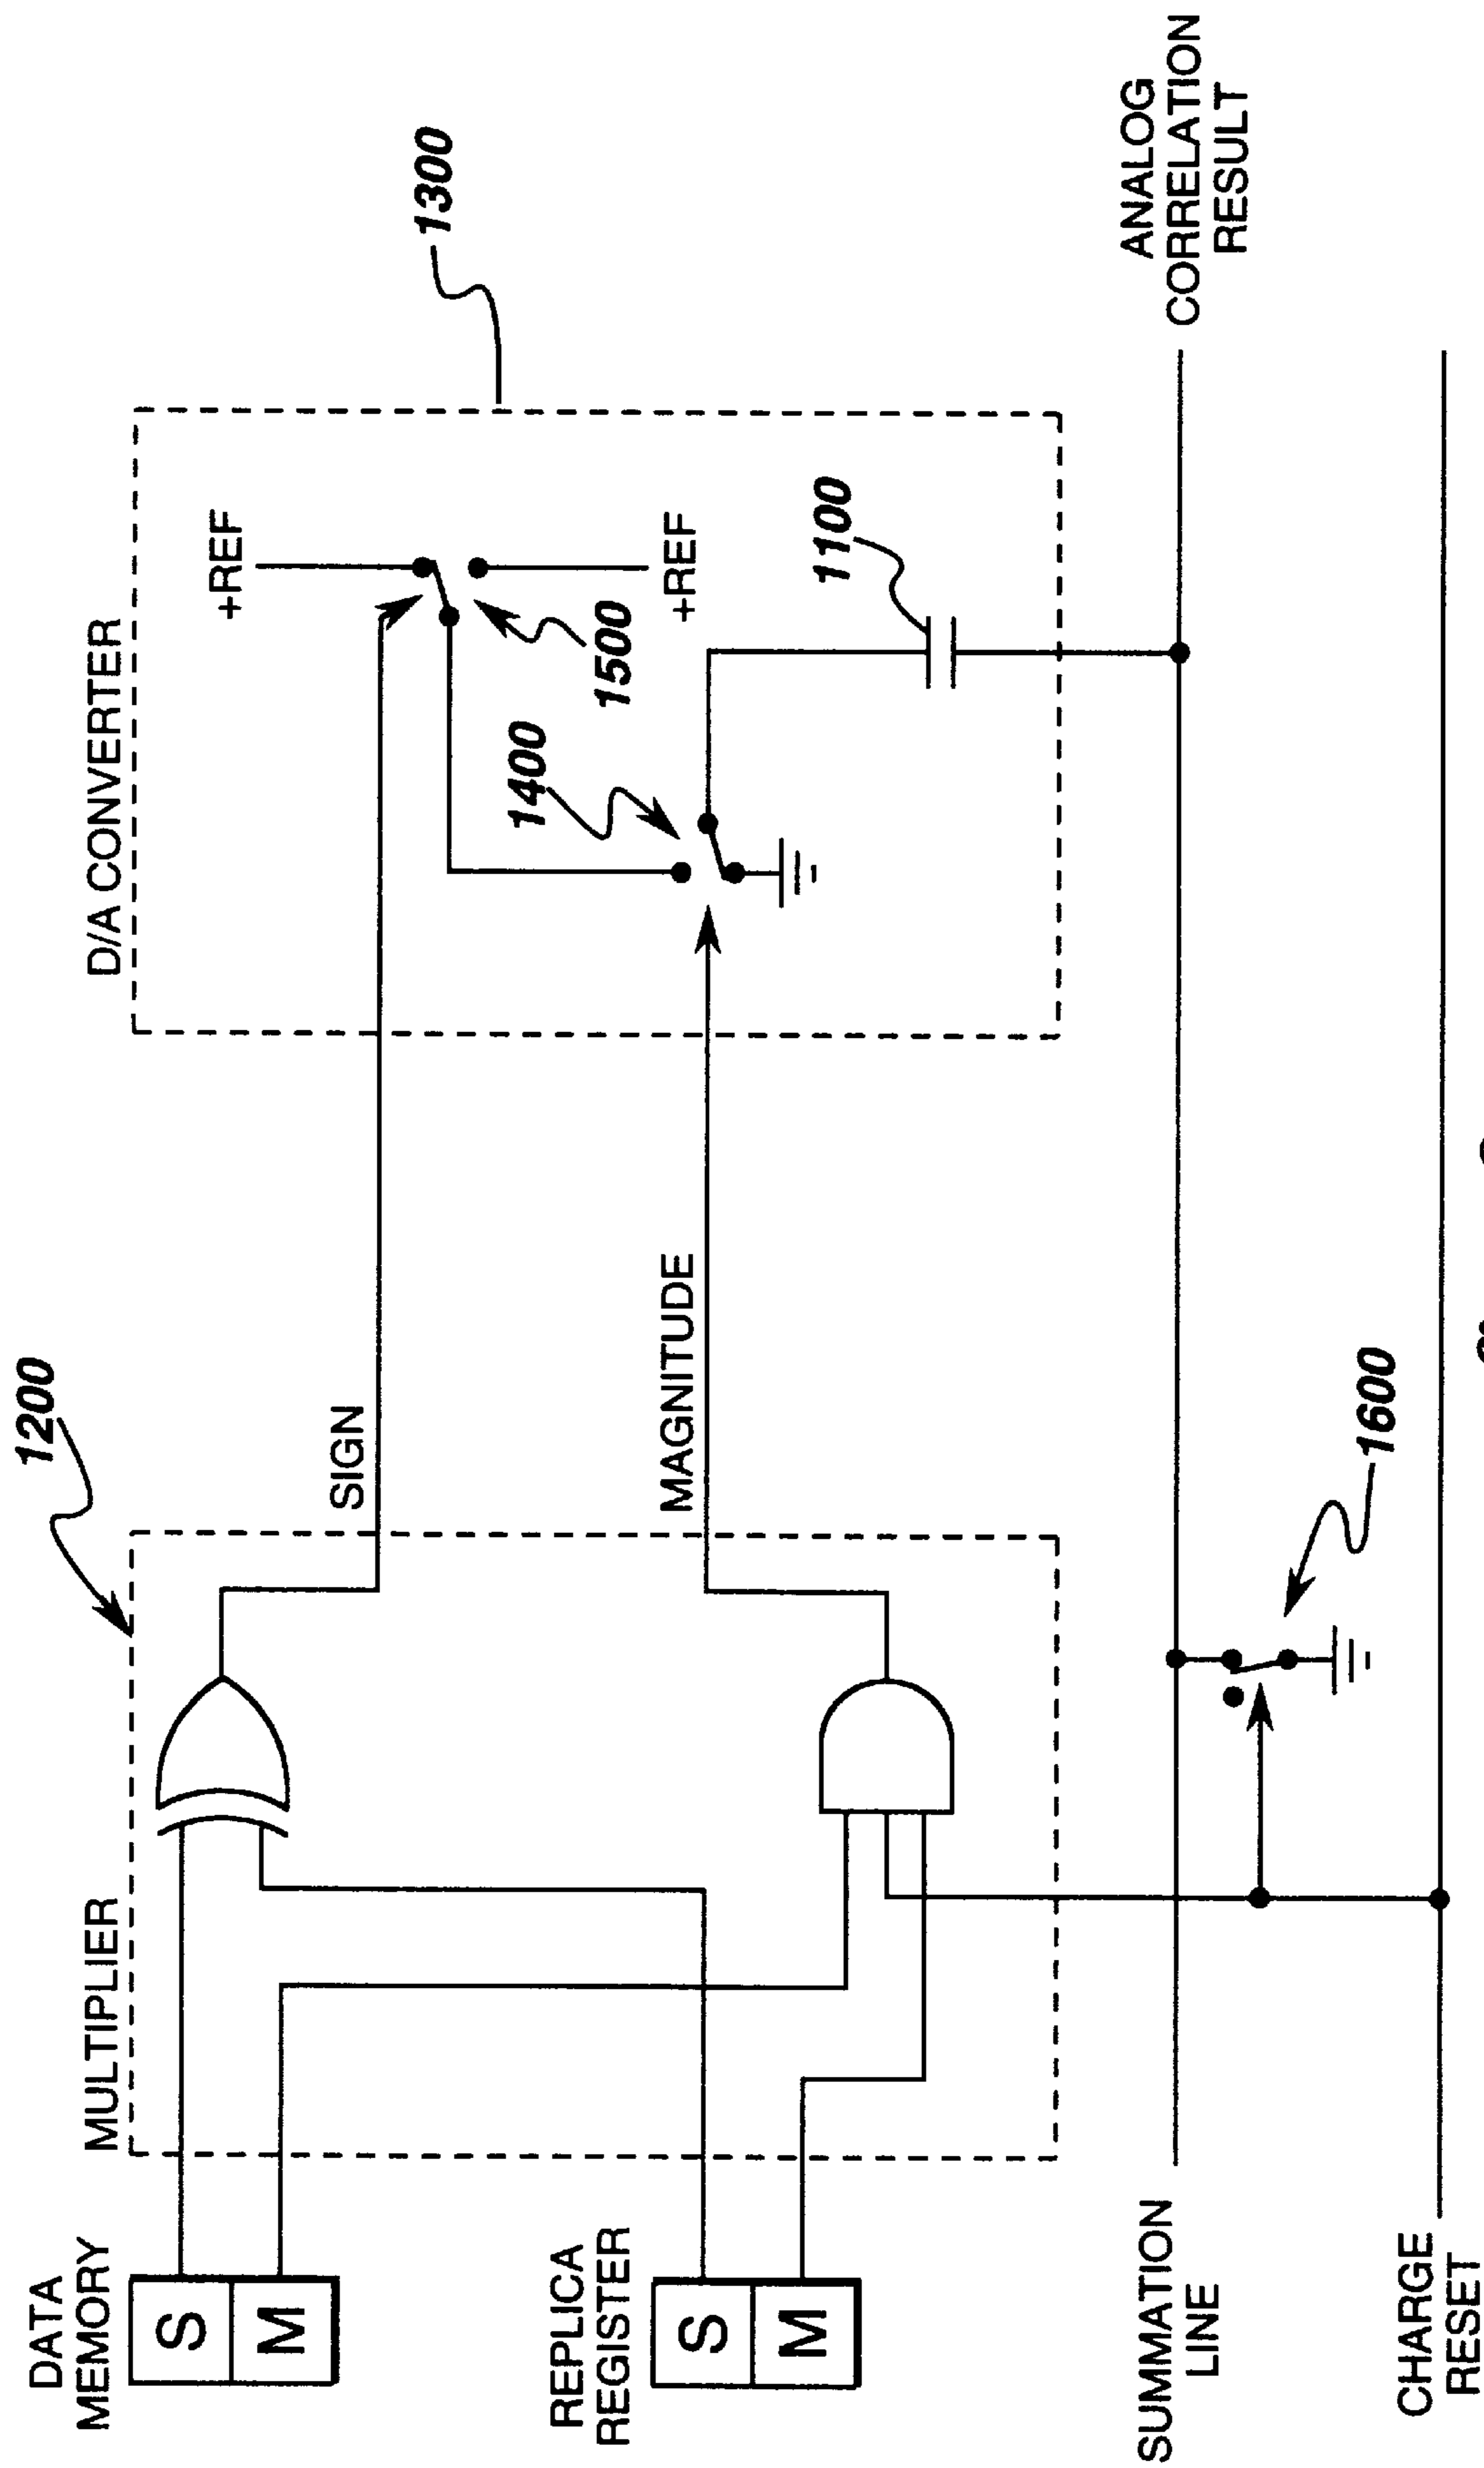 DATA
MEMORY
S
M
REPLICA
REGISTER
S
M
MULTIPLIER
1200
SIGN
MAGNITUDE
D/A CONVERTER
+REF
1500
+REF
1400
1100
1300
SUMMATION
LINE
1600
ANALOG
CORRELATION
RESULT
CHARGE
RESET